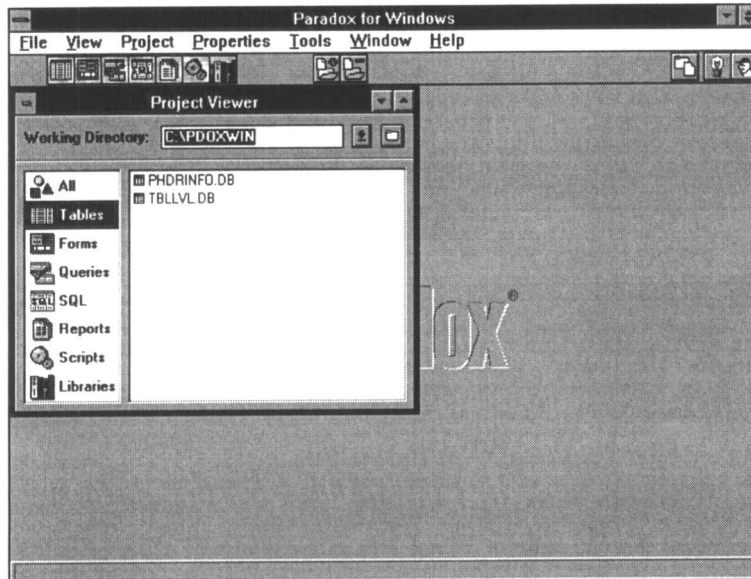 Paradox for Windows
File View Project Properties Tools Window Help
Project Viewer
Working Directory: C:\PDOXWIN
All
Tables
Forms
Queries
SQL
Reports
Scripts
Libraries
PHDRINFO.DB
TBLLVL.DB
dox®